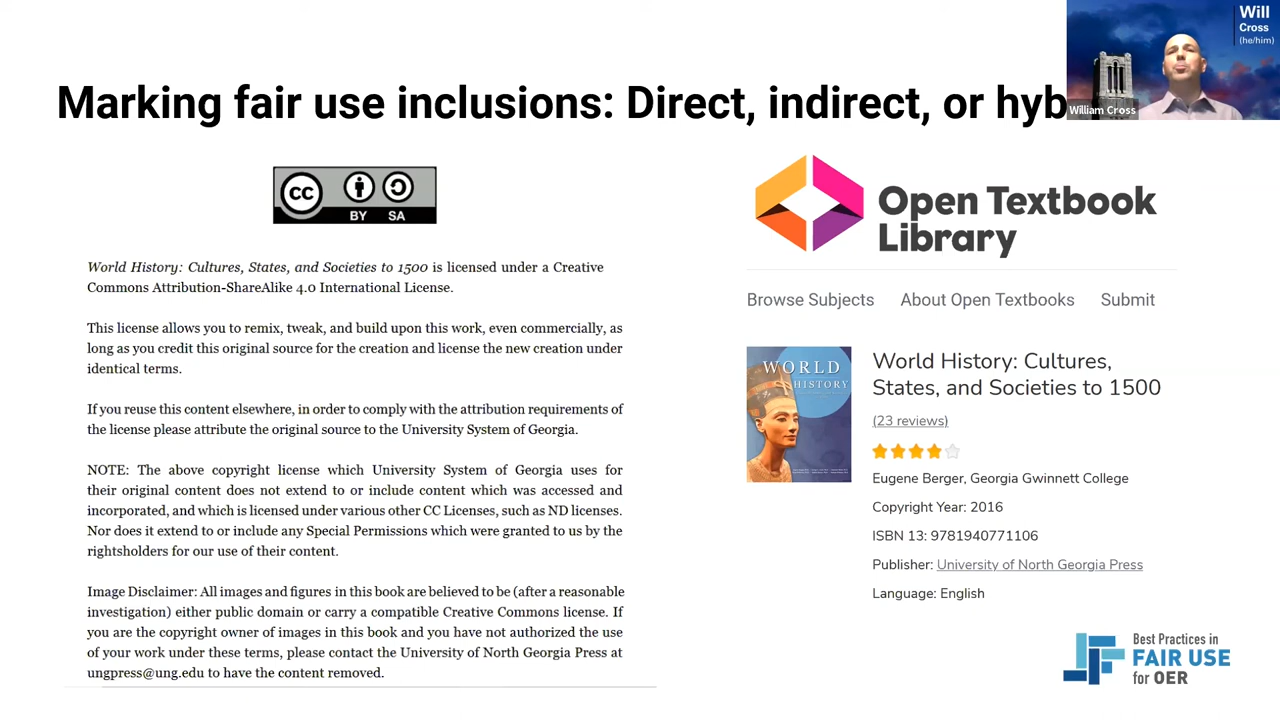 Will
Cross
(he/him)
William Cross
Marking fair use inclusions: Direct, indirect, or hyb
CC
BY SA
World History: Cultures, States, and Societies to 1500 is licensed under a Creative
Commons Attribution-ShareAlike 4.0 International License.
This license allows you to remix, tweak, and build upon this work, even commercially, as
long as you credit this original source for the creation and license the new creation under
identical terms.
If you reuse this content elsewhere, in order to comply with the attribution requirements of
the license please attribute the original source to the University System of Georgia.
NOTE: The above copyright license which University System of Georgia uses for
their original content does not extend to or include content which was accessed and
incorporated, and which is licensed under various other CC Licenses, such as ND licenses.
Nor does it extend to or include any Special Permissions which were granted to us by the
rightsholders for our use of their content.
Image Disclaimer: All images and figures in this book are believed to be (after a reasonable
investigation) either public domain or carry a compatible Creative Commons license. If
you are the copyright owner of images in this book and you have not authorized the use
of your work under these terms, please contact the University of North Georgia Press at
ungpress@ung.edu to have the content removed.
Open Textbook
Library
Browse Subjects About Open Textbooks Submit
WORLD
HISTORY
World History: Cultures,
States, and Societies to 1500
(23 reviews)
Eugene Berger, Georgia Gwinnett College
Copyright Year: 2016
ISBN 13: 9781940771106
Publisher: University of North Georgia Press
Language: English
Best Practices in
FAIR USE
for OER